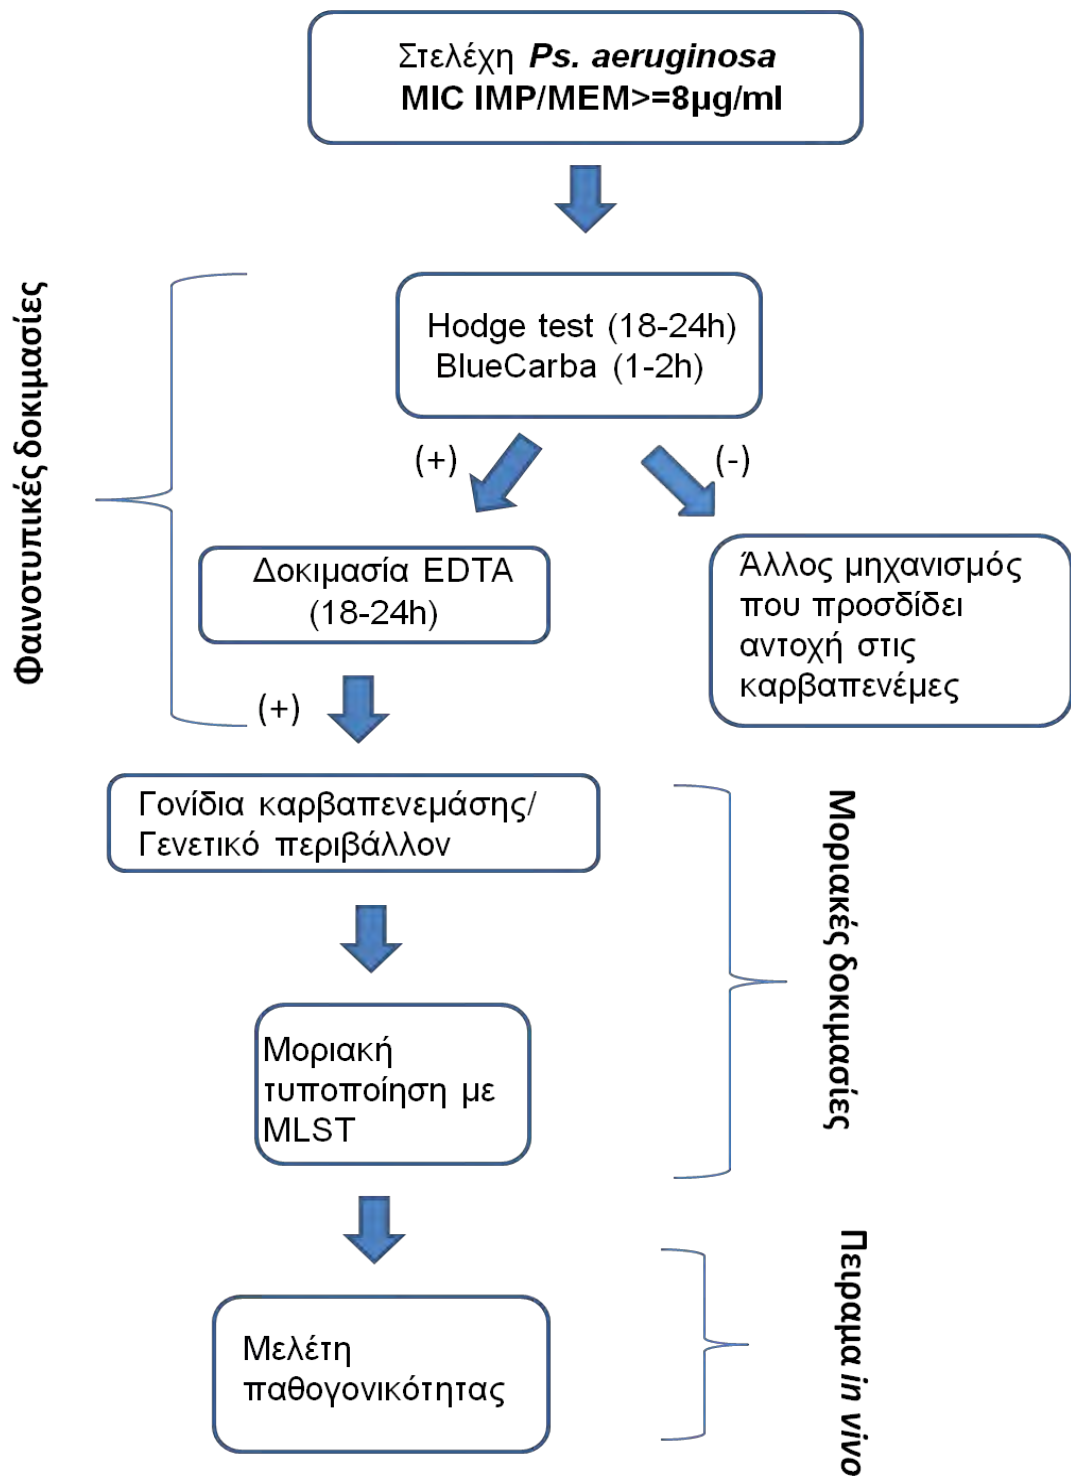 Στελέχη Ps. aeruginosa
MIC IMP/MEM>=8μg/ml
Φαινοτυπικές δοκιμασίες
Hodge test (18-24h)
BlueCarba (1-2h)
(+)
(-)
Δοκιμασία EDTA
(18-24h)
Άλλος μηχανισμός
που προσδίδει
αντοχή στις
καρβαπενέμες
(+)
Γονίδια καρβαπενεμάσης/
Γενετικό περιβάλλον
Μοριακές δοκιμασίες
Μοριακή
τυποποίηση με
MLST
Πειραμα in vivo
Μελέτη
παθογονικότητας